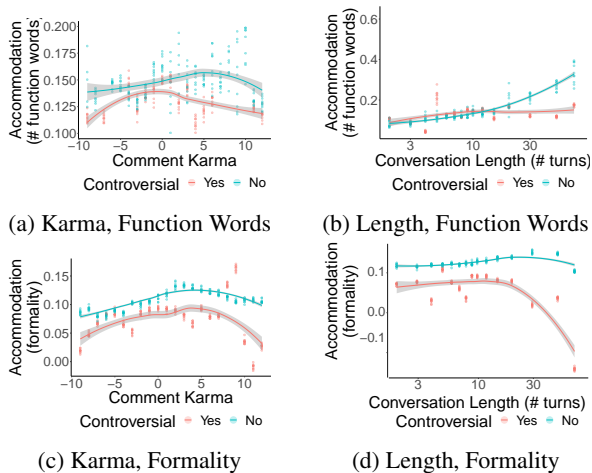 Accommodation
(# function words)
0.200
0.175
0.150
0.125
0.100
−10
−5
0
5
10
Comment Karma
Controversial Yes No
(a) Karma, Function Words
Accommodation
(# function words)
0.6
0.4
0.2
3
10
30
Conversation Length (# turns)
Controversial Yes No
(b) Length, Function Words
Accommodation
(formality)
0.15
0.10
0.05
0.00
−10
−5
0
5
10
Comment Karma
Controversial Yes No
(c) Karma, Formality
Accommodation
(formality)
0.1
0.0
−0.1
3
10
30
Conversation Length (# turns)
Controversial Yes No
(d) Length, Formality